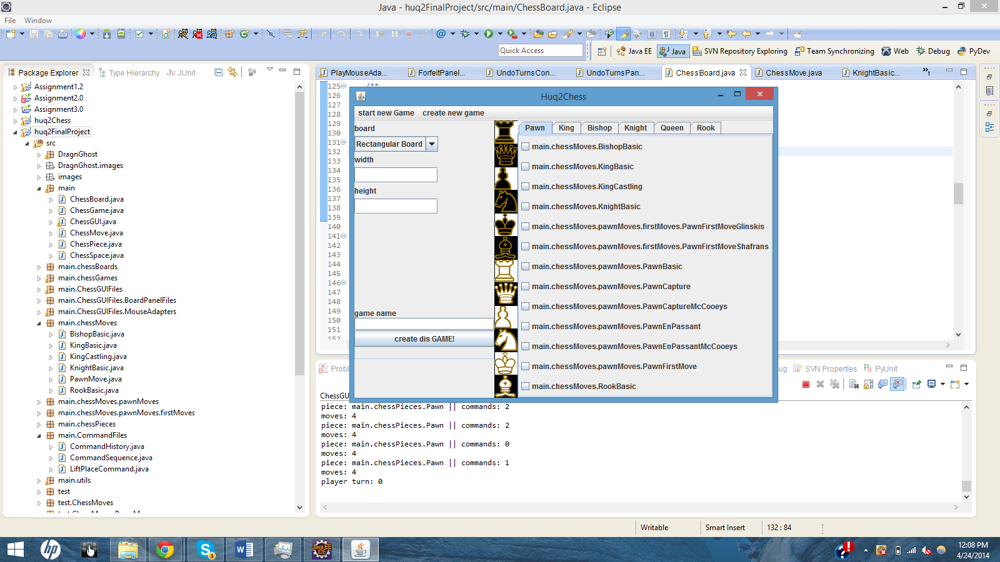 Java - huq2FinalProject/src/main/ChessBoard.java - Eclipse
File Window
Quick Access
Java EE
Java
SVN Repository Exploring
Team Synchronizing
Web
Debug
PyDev
Package Explorer
Type Hierarchy
JUnit
Assignment1.2
Assignment2.0
Assignment3.0
huq2Chess
huq2FinalProject
src
DragnGhost
DragnGhost.images
images
main
ChessBoard.java
ChessGame.java
ChessGUI.java
ChessMove.java
ChessPiece.java
ChessSpace.java
main.chessBoards
main.chessGames
main.ChessGUIFiles
main.ChessGUIFiles.BoardPanelFiles
main.ChessGUIFiles.MouseAdapters
main.chessMoves
BishopBasic.java
KingBasic.java
KingCastling.java
KnightBasic.java
PawnMove.java
RookBasic.java
main.chessMoves.pawnMoves
main.chessMoves.pawnMoves.firstMoves
main.chessPieces
main.CommandFiles
CommandHistory.java
CommandSequence.java
LiftPlaceCommand.java
main.utils
test
test.ChessMoves
PlayMouseAda...
ForfeitPanel...
UndoTurnsCon...
UndoTurnsPan...
ChessBoard.java
ChessMove.java
KnightBasic...
1
125 /**
126
127
128
129
130
131
132
133
134
135
136
137
138
139
140
141
142
143
144
145
146
147
148
149
150
151
152
Huq2Chess
start new Game create new game
board
Rectangular Board
width
height
game name
create dis GAME!
Pawn King Bishop Knight Queen Rook
main.chessMoves.BishopBasic
main.chessMoves.KingBasic
main.chessMoves.KingCastling
main.chessMoves.KnightBasic
main.chessMoves.pawnMoves.firstMoves.PawnFirstMoveGlinskis
main.chessMoves.pawnMoves.firstMoves.PawnFirstMoveShafrans
main.chessMoves.pawnMoves.PawnBasic
main.chessMoves.pawnMoves.PawnCapture
main.chessMoves.pawnMoves.PawnCaptureMcCooeys
main.chessMoves.pawnMoves.PawnEnPassant
main.chessMoves.pawnMoves.PawnEnPassantMcCooeys
main.chessMoves.pawnMoves.PawnFirstMove
main.chessMoves.RookBasic
Probl
ug
SVN Properties
PyUnit
ChessGU
piece: main.chessPieces.Pawn || commands: 2
moves: 4
piece: main.chessPieces.Pawn || commands: 2
moves: 4
piece: main.chessPieces.Pawn || commands: 0
moves: 4
piece: main.chessPieces.Pawn || commands: 1
moves: 4
player turn: 0
Writable
Smart Insert
132 : 84
12:08 PM
4/24/2014